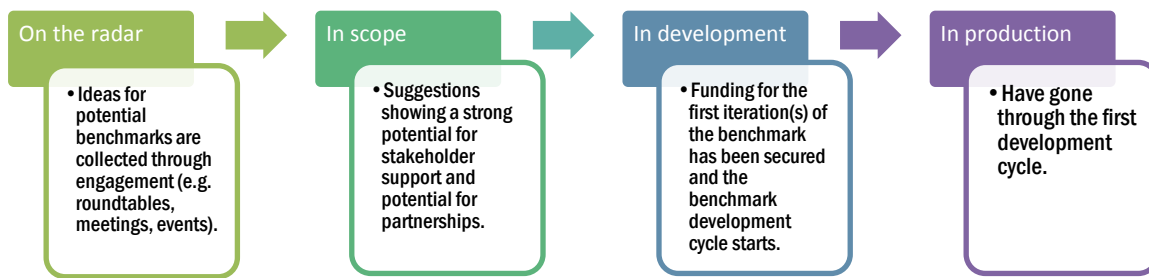 On the radar
• Ideas for
potential
benchmarks are
collected through
engagement (e.g.
roundtables,
meetings, events).
In scope
• Suggestions
showing a strong
potential for
stakeholder
support and
potential for
partnerships.
In development
• Funding for the
first iteration(s) of
the benchmark
has been secured
and the
benchmark
development
cycle starts.
In production
• Have gone
through the first
development
cycle.